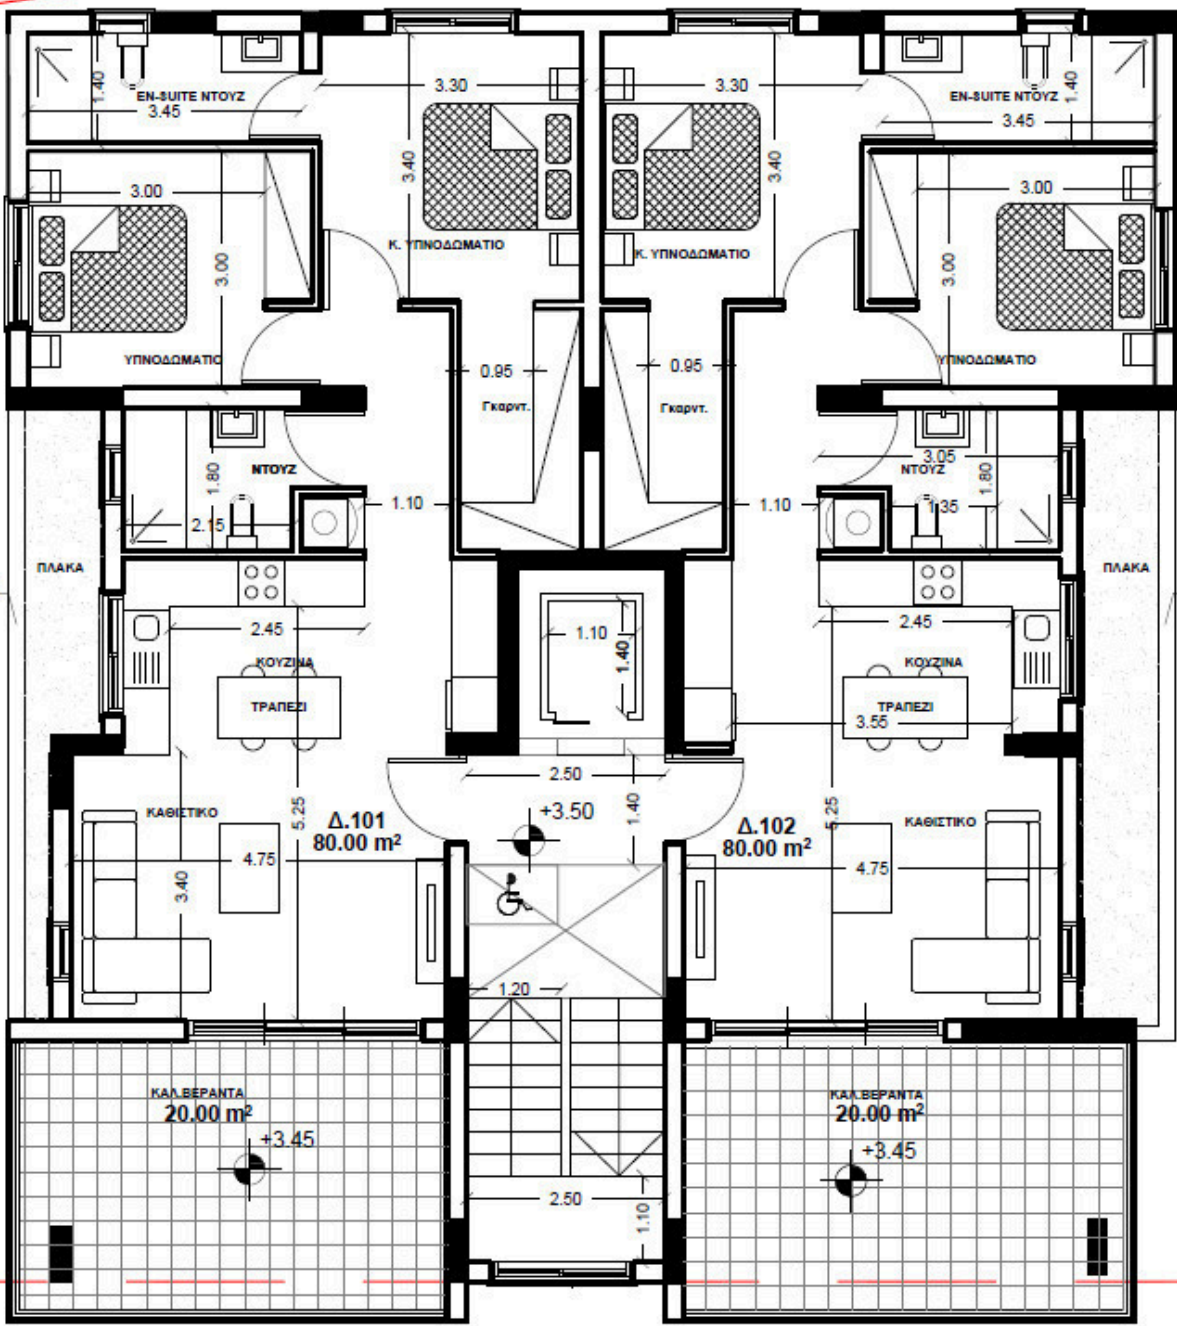 1.40
EN-SUITE ΝΤΟΥΖ
3.45
3.30
3.40
Κ. ΥΠΝΟΔΩΜΑΤΙΟ
3.30
3.40
Κ. ΥΠΝΟΔΩΜΑΤΙΟ
EN-SUITE ΝΤΟΥΖ
1.40
3.45
3.00
3.00
ΥΠΝΟΔΩΜΑΤΙΟ
3.00
3.00
ΥΠΝΟΔΩΜΑΤΙΟ
0.95
Γκαρντ.
0.95
Γκαρντ.
1.80
ΝΤΟΥΖ
2.15
1.10
1.10
3.05
ΝΤΟΥΖ
1.80
1.35
ΠΛΑΚΑ
ΠΛΑΚΑ
2.45
ΚΟΥΖΙΝΑ
ΤΡΑΠΕΖΙ
1.10
1.40
2.45
ΚΟΥΖΙΝΑ
ΤΡΑΠΕΖΙ
3.55
2.50
+3.50
1.40
ΚΑΘΙΣΤΙΚΟ
5.25
Δ.101
80.00 m²
4.75
3.40
Δ.102
80.00 m²
5.25
ΚΑΘΙΣΤΙΚΟ
4.75
1.20
ΚΑΛ.ΒΕΡΑΝΤΑ
20.00 m²
+3.45
ΚΑΛ.ΒΕΡΑΝΤΑ
20.00 m²
+3.45
2.50
1.10